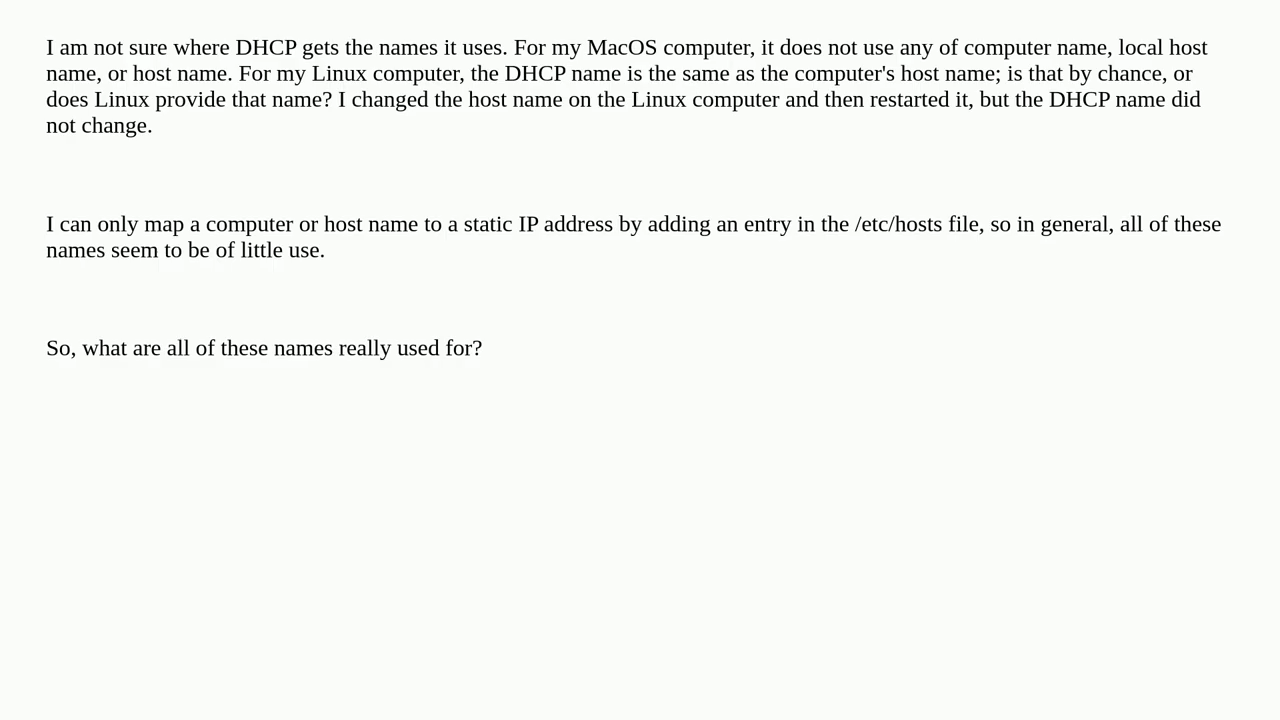 I am not sure where DHCP gets the names it uses. For my MacOS computer, it does not use any of computer name, local host
name, or host name. For my Linux computer, the DHCP name is the same as the computer's host name; is that by chance, or
does Linux provide that name? I changed the host name on the Linux computer and then restarted it, but the DHCP name did
not change.
I can only map a computer or host name to a static IP address by adding an entry in the /etc/hosts file, so in general, all of these
names seem to be of little use.
So, what are all of these names really used for?